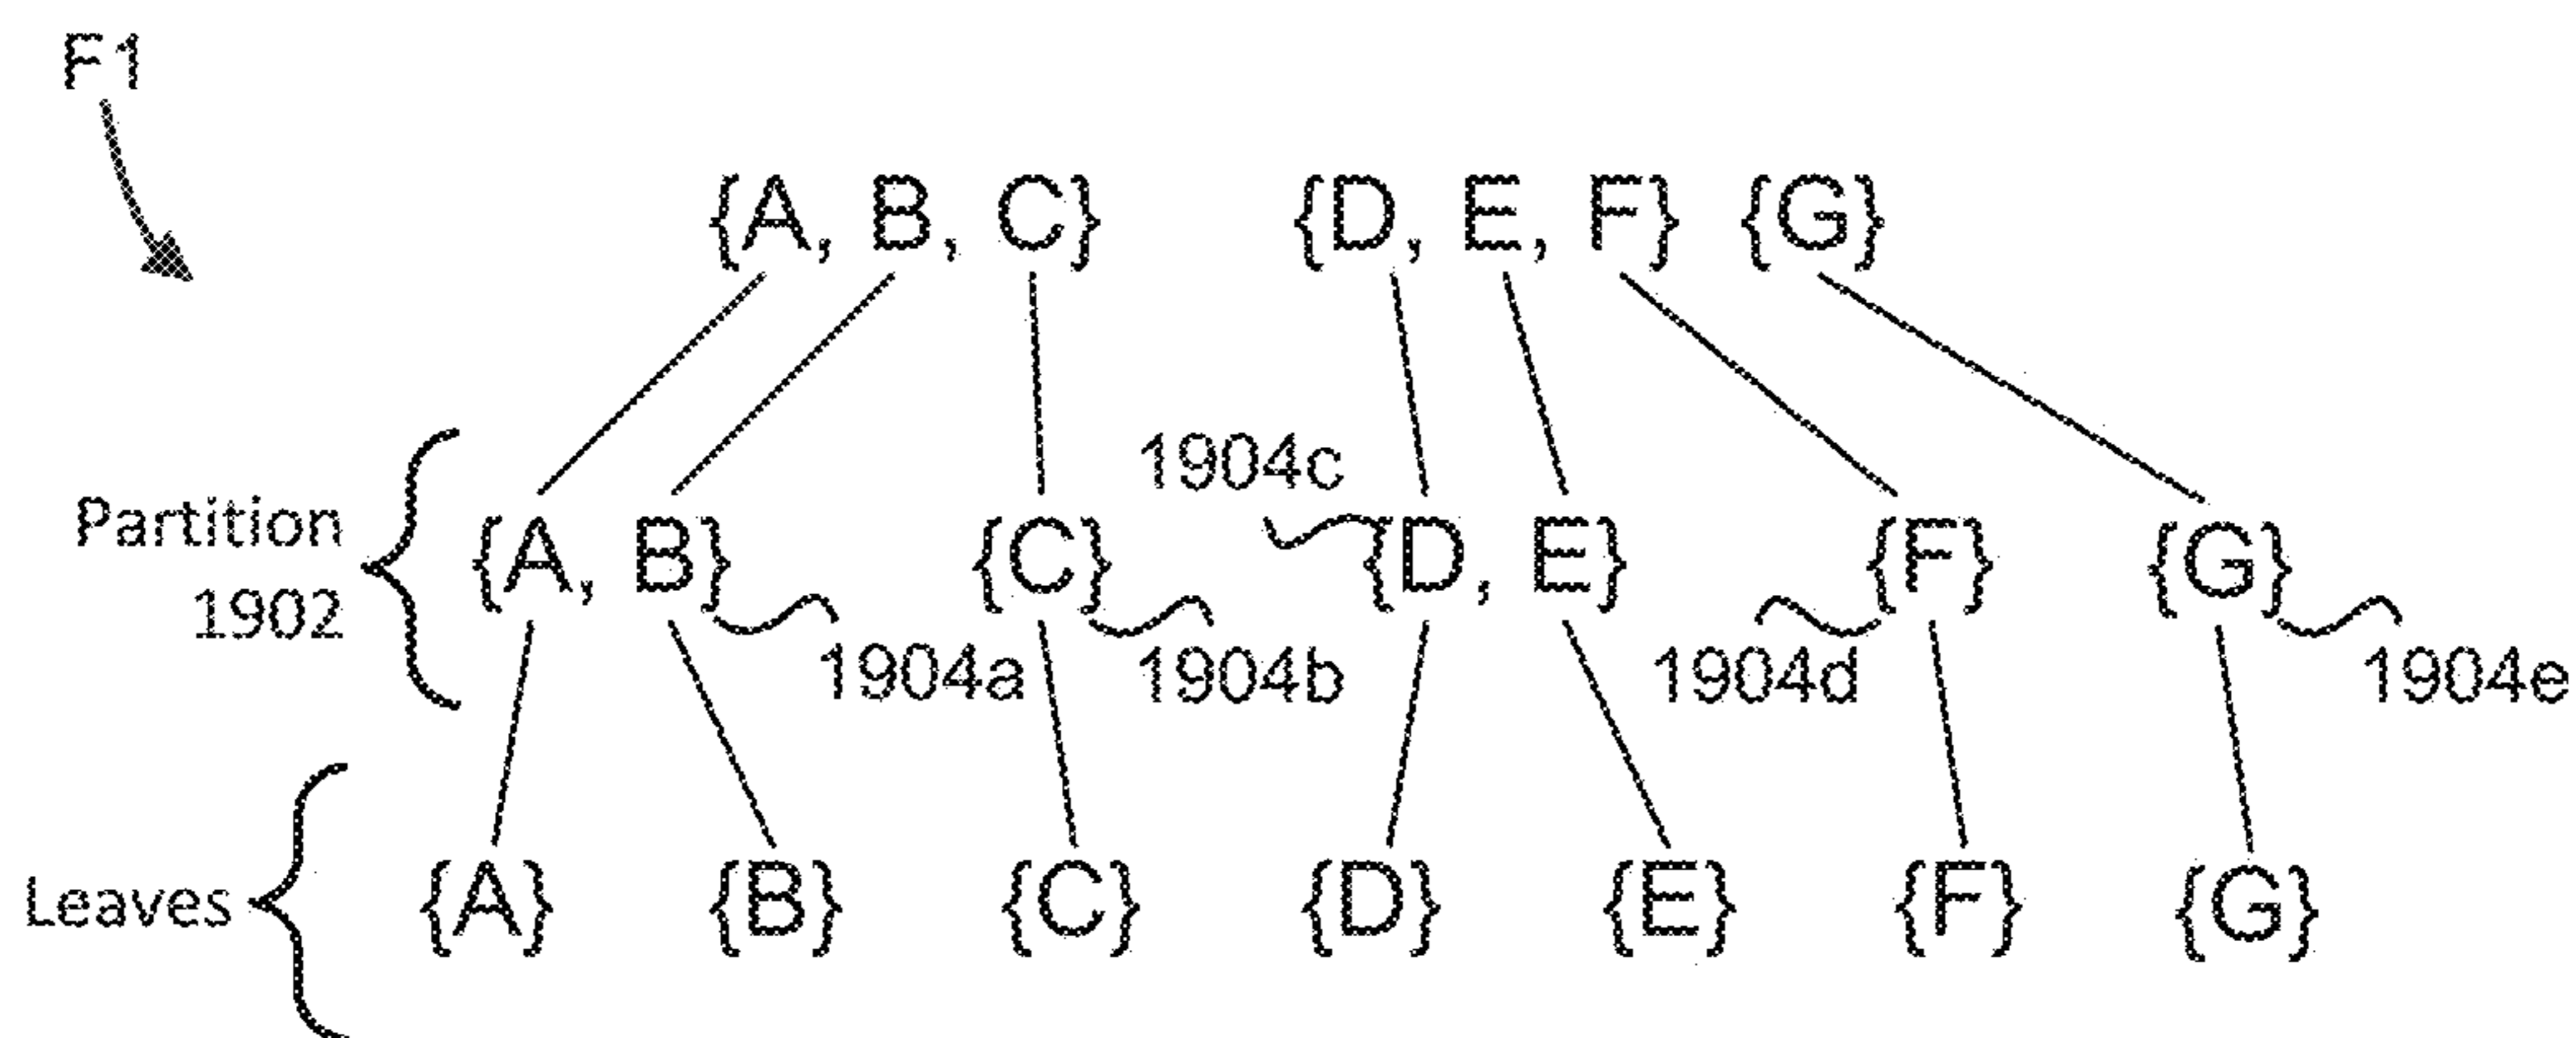 F1
{A, B, C} {D, E, F} {G}
1904c
Partition
1902
{A, B} {C} {D, E} {F} {G}
1904a 1904b 1904d 1904e
Leaves
{A} {B} {C} {D} {E} {F} {G}